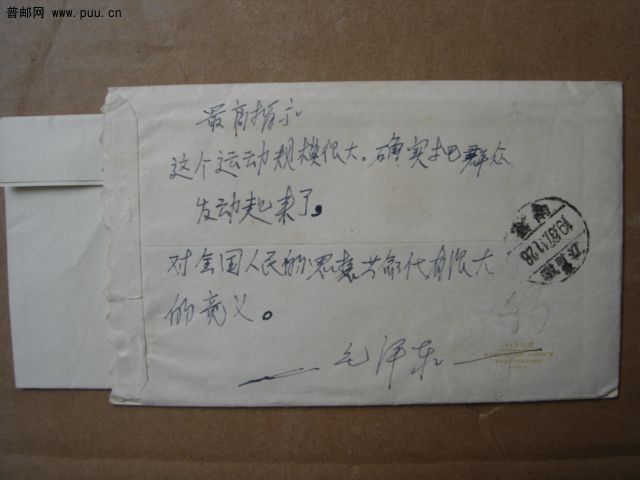 普邮网 www.puu.cn
最高指示
这个运动规模很大。确实把群众
发动起来了。
对全国人民的思想革命化有很大
的意义。
——毛泽东——